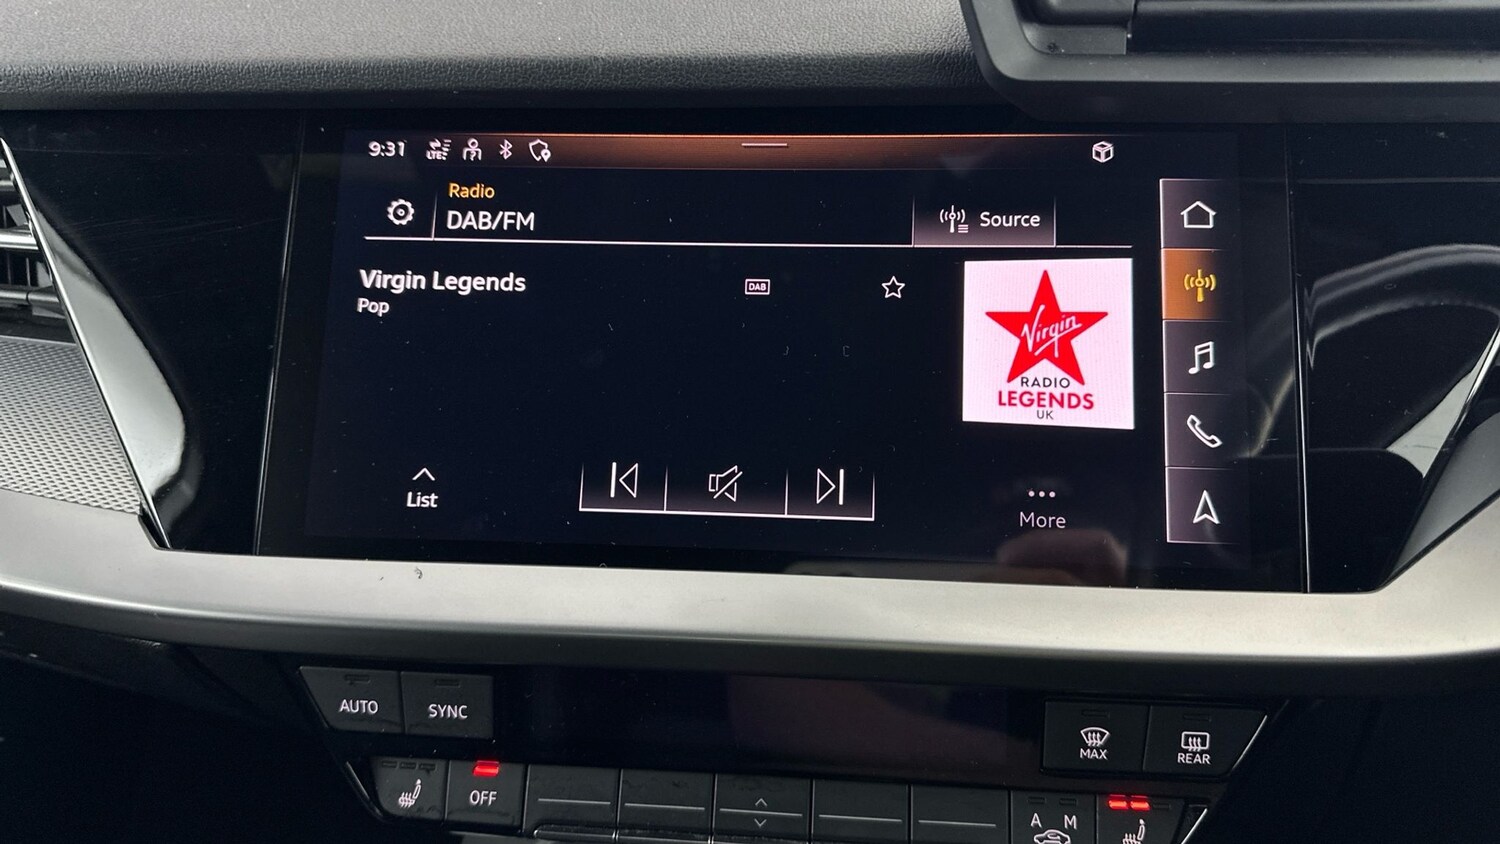 9:31
LTE
Radio
DAB/FM
Source
Virgin Legends
DAB
Pop
Virgin
RADIO
LEGENDS
UK
List
More
AUTO
SYNC
MAX
REAR
OFF
A M